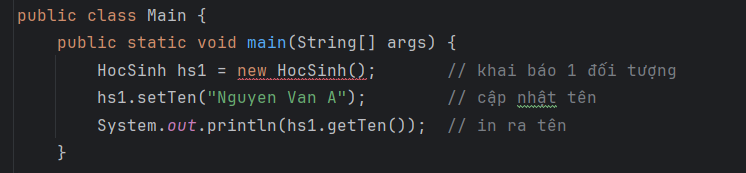 public class Main {
public static void main(String[] args) {
HocSinh hs1 = new HocSinh(); // khai báo 1 đối tượng
hs1.setTen("Nguyen Van A"); // cập nhật tên
System.out.println(hs1.getTen()); // in ra tên
}